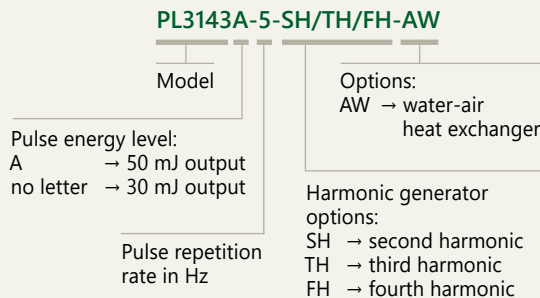 PL3143A-5-SH/TH/FH-AW
Model
Options:
AW → water-air
heat exchanger
Pulse energy level:
A → 50 mJ output
no letter → 30 mJ output
Harmonic generator
options:
SH → second harmonic
TH → third harmonic
FH → fourth harmonic
Pulse repetition
rate in Hz